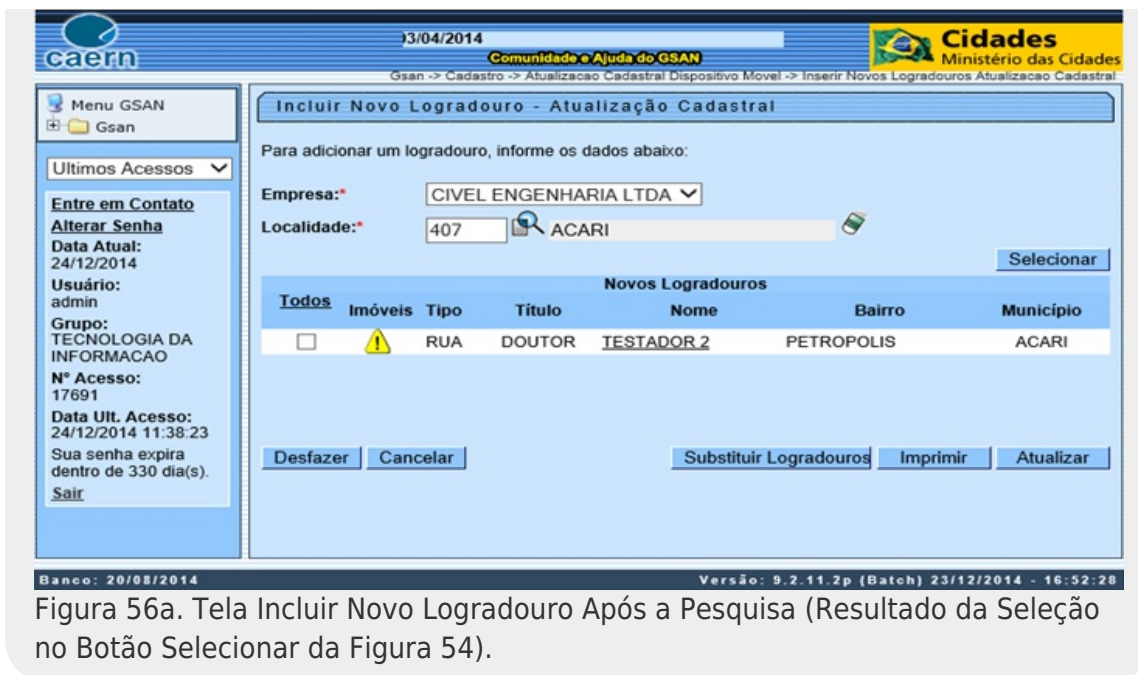 caern
03/04/2014
Comunidade e Ajuda do GSAN
Cidades
Ministério das Cidades
Gsan -> Cadastro -> Atualizacao Cadastral Dispositivo Movel -> Inserir Novos Logradouros Atualizacao Cadastral
Menu GSAN
Gsan
Ultimos Acessos
Entre em Contato
Alterar Senha
Data Atual:
24/12/2014
Usuário:
admin
Grupo:
TECNOLOGIA DA
INFORMACAO
Nº Acesso:
17691
Data Ult. Acesso:
24/12/2014 11:38:23
Sua senha expira
dentro de 330 dia(s).
Sair
Incluir Novo Logradouro - Atualização Cadastral
Para adicionar um logradouro, informe os dados abaixo:
Empresa:* CIVEL ENGENHARIA LTDA
Localidade:* 407 ACARI
Selecionar
Novos Logradouros
Todos Imóveis Tipo Título Nome Bairro Município
RUA DOUTOR TESTADOR 2 PETROPOLIS ACARI
Desfazer Cancelar Substituir Logradouros Imprimir Atualizar
Banco: 20/08/2014 Versão: 9.2.11.2p (Batch) 23/12/2014 - 16:52:28
Figura 56a. Tela Incluir Novo Logradouro Após a Pesquisa (Resultado da Seleção
no Botão Selecionar da Figura 54).